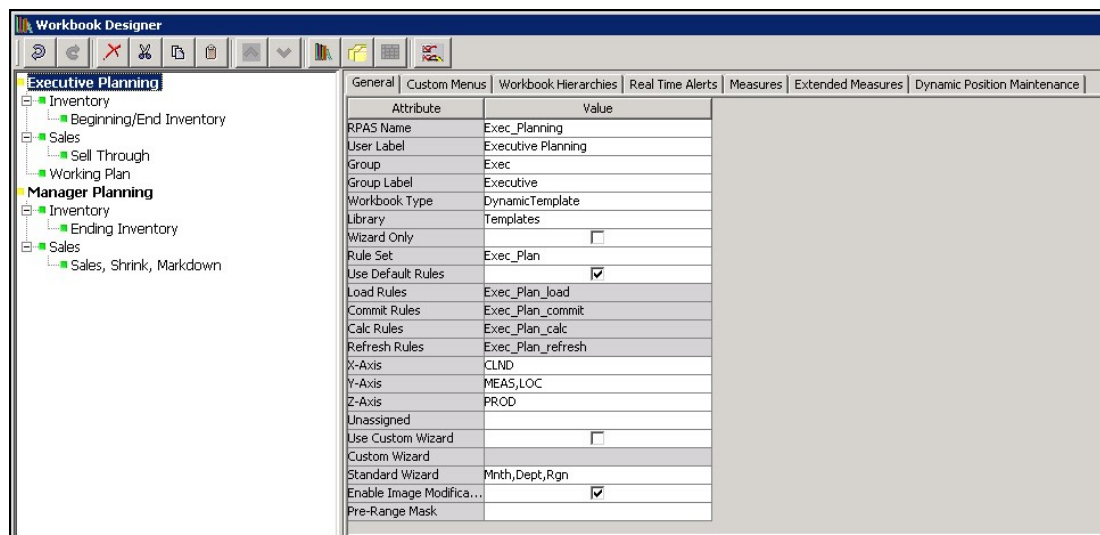 Workbook Designer
General Custom Menus Workbook Hierarchies Real Time Alerts Measures Extended Measures Dynamic Position Maintenance
Executive Planning
Inventory
Beginning/End Inventory
Sales
Sell Through
Working Plan
Manager Planning
Inventory
Ending Inventory
Sales
Sales, Shrink, Markdown
Attribute Value
RPAS Name Exec_Planning
User Label Executive Planning
Group Exec
Group Label Executive
Workbook Type DynamicTemplate
Library Templates
Wizard Only
Rule Set Exec_Plan
Use Default Rules
Load Rules Exec_Plan_load
Commit Rules Exec_Plan_commit
Calc Rules Exec_Plan_calc
Refresh Rules Exec_Plan_refresh
X-Axis CLND
Y-Axis MEAS,LOC
Z-Axis PROD
Unassigned
Use Custom Wizard
Custom Wizard
Standard Wizard Mnth,Dept,Rgn
Enable Image Modifica...
Pre-Range Mask